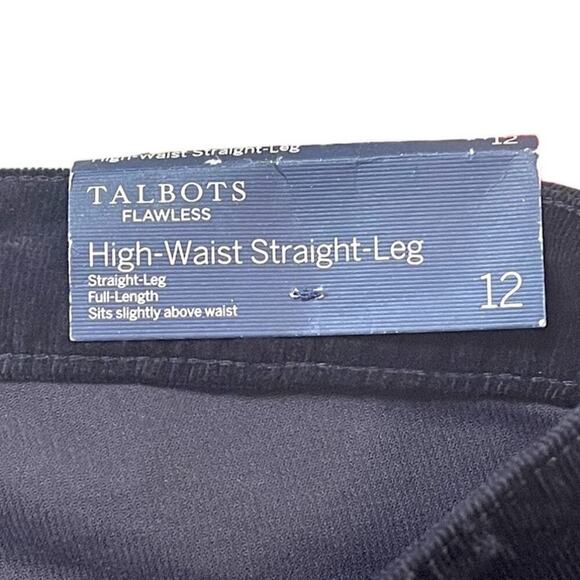 High-Waist Straight-Leg 12
TALBOTS
FLAWLESS
High-Waist Straight-Leg
Straight-Leg
Full-Length
Sits slightly above waist
12